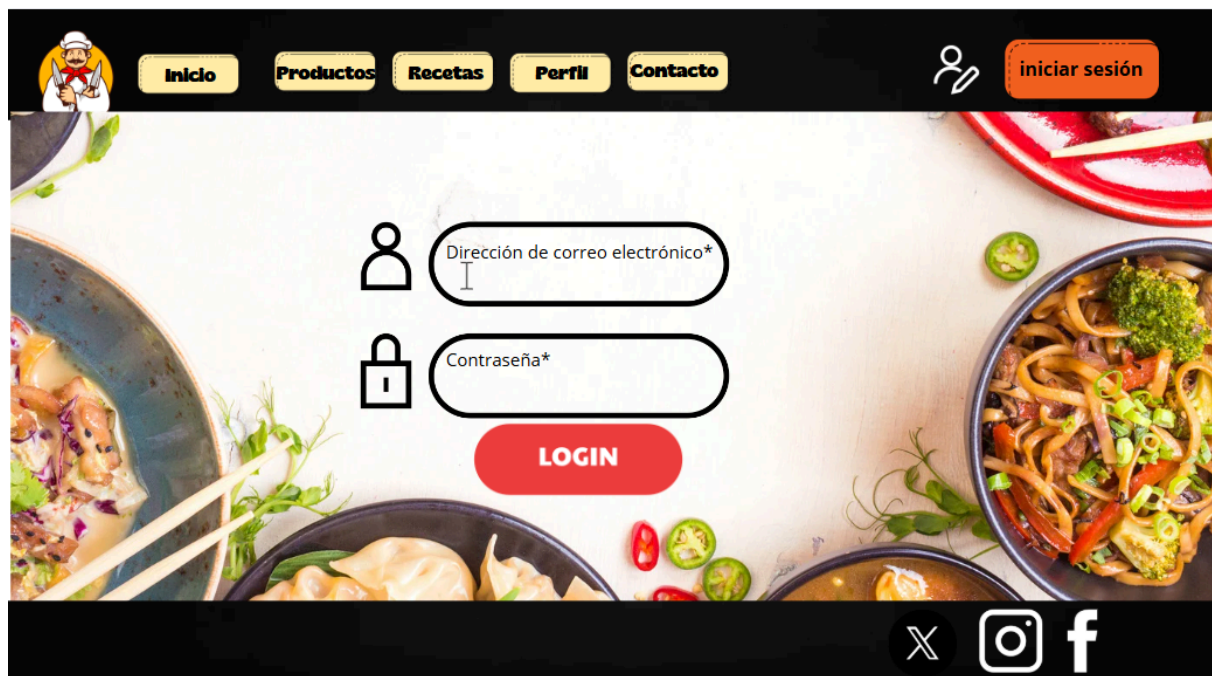 Inicio
Productos
Recetas
Perfil
Contacto
iniciar sesión
Dirección de correo electrónico*
Contraseña*
LOGIN